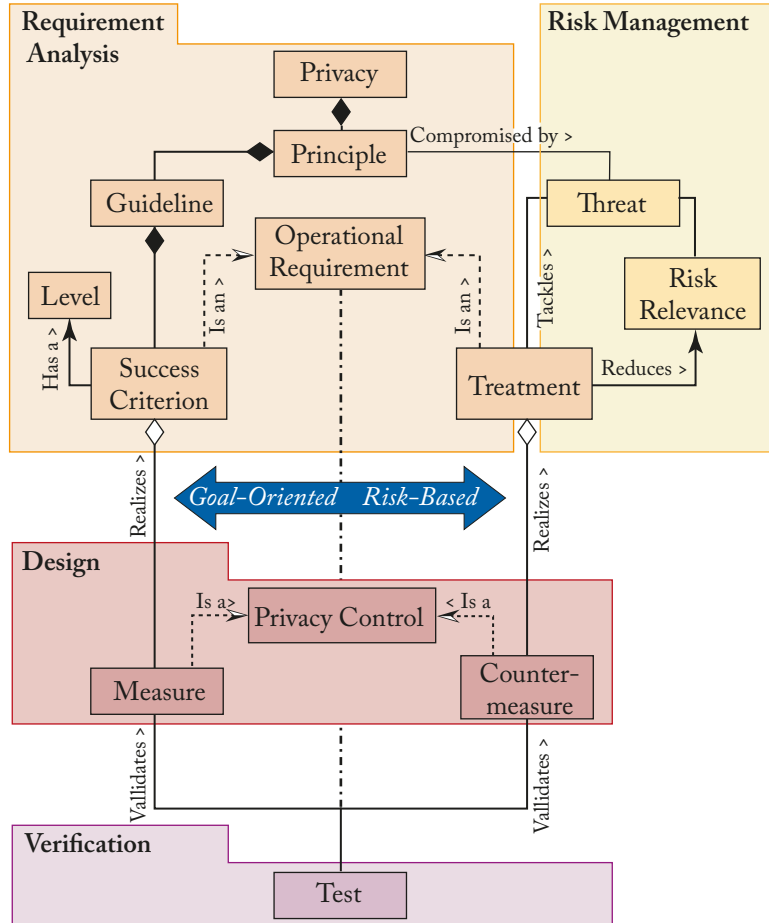 Requirement
Analysis
Risk Management
Privacy
Compromised by >
Principle
Guideline
Threat
Operational
Requirement
Level
Risk
Relevance
Is an >
Is an >
Tackles >
Has a >
Success
Criterion
Treatment
Reduces >
Realizes >
Goal-Oriented Risk-Based
Realizes >
Design
Is a>
< Is a
Privacy Control
Measure
Counter-
measure
Vallidates >
Vallidates >
Verification
Test